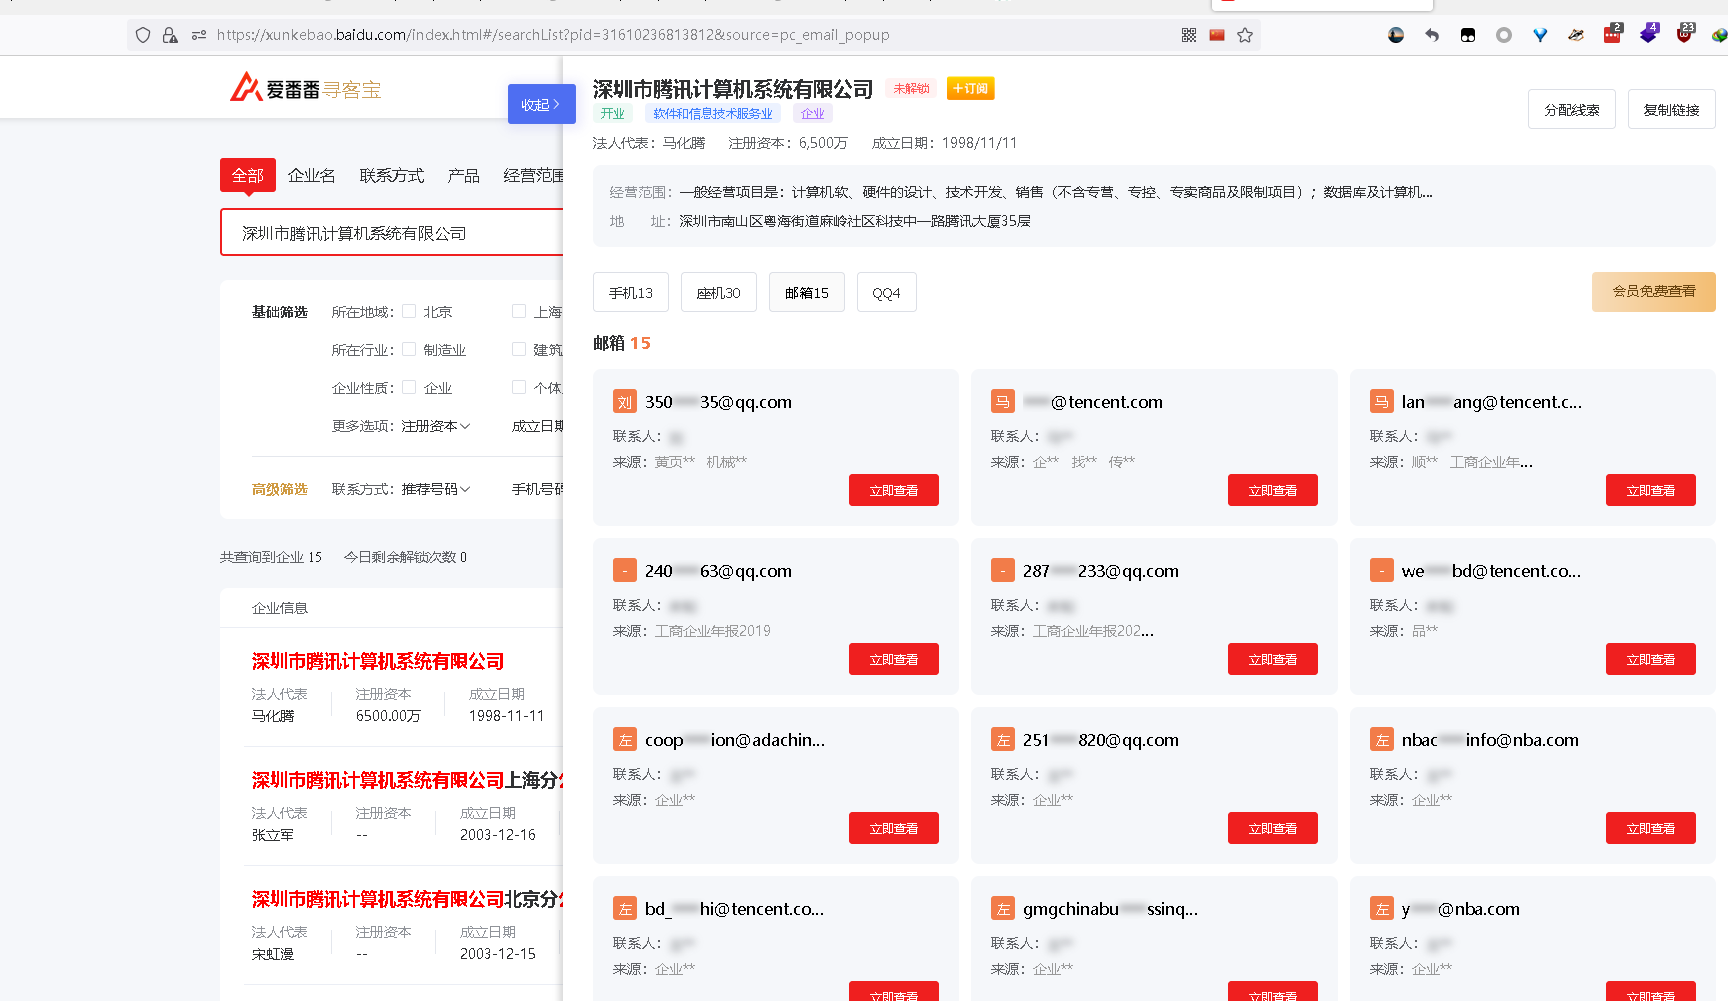 https://xunkebao.baidu.com/index.html#/searchList?pid=31610236813812&source=pc_email_popup
2
4
23
爱番番寻客宝
收起
全部 企业名 联系方式 产品 经营范围
深圳市腾讯计算机系统有限公司
基础筛选 所在地域： 北京 上海
所在行业： 制造业 建筑
企业性质： 企业 个体
更多选项： 注册资本 成立日期
高级筛选 联系方式： 推荐号码 手机号码
共查询到企业 15 今日剩余解锁次数 0
企业信息
深圳市腾讯计算机系统有限公司
法人代表 注册资本 成立日期
马化腾 6500.00万 1998-11-11
深圳市腾讯计算机系统有限公司上海分公
法人代表 注册资本 成立日期
张立军 -- 2003-12-16
深圳市腾讯计算机系统有限公司北京分公
法人代表 注册资本 成立日期
宋虹漫 -- 2003-12-15
深圳市腾讯计算机系统有限公司 未解锁 +订阅
开业 软件和信息技术服务业 企业
法人代表：马化腾 注册资本：6,500万 成立日期：1998/11/11
分配线索 复制链接
经营范围：一般经营项目是：计算机软、硬件的设计、技术开发、销售（不含专营、专控、专卖商品及限制项目）；数据库及计算机...
地 址：深圳市南山区粤海街道麻岭社区科技中一路腾讯大厦35层
手机13 座机30 邮箱15 QQ4 会员免费查看
邮箱 15
刘 350 35@qq.com
联系人：
来源：黄页** 机械**
立即查看
马 @tencent.com
联系人：
来源：企** 找** 传**
立即查看
马 lan ang@tencent.c...
联系人：
来源：顺** 工商企业年...
立即查看
- 240 63@qq.com
联系人：
来源：工商企业年报2019
立即查看
- 287 233@qq.com
联系人：
来源：工商企业年报202...
立即查看
- we bd@tencent.co...
联系人：
来源：品**
立即查看
左 coop ion@adachin...
联系人：
来源：企业**
立即查看
左 251 820@qq.com
联系人：
来源：企业**
立即查看
左 nbac info@nba.com
联系人：
来源：企业**
立即查看
左 bd_ hi@tencent.co...
联系人：
来源：企业**
立即查看
左 gmgchinabu ssinq...
联系人：
来源：企业**
立即查看
左 y @nba.com
联系人：
来源：企业**
立即查看